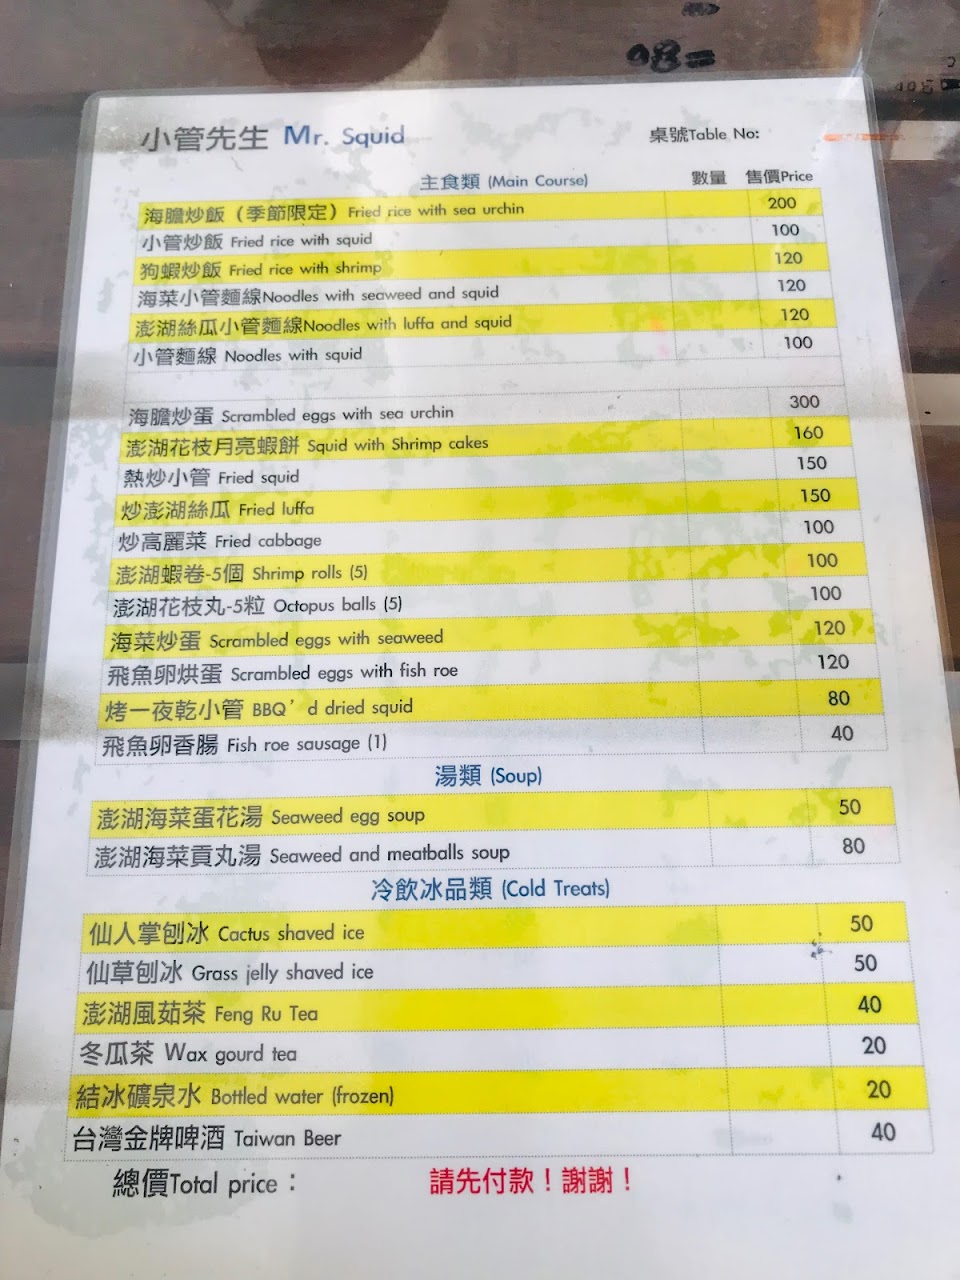 98=
小管先生 Mr. Squid 桌號Table No:
主食類 (Main Course) 數量 售價Price
海膽炒飯（季節限定）Fried rice with sea urchin 200
小管炒飯 Fried rice with squid 100
狗蝦炒飯 Fried rice with shrimp 120
海菜小管麵線Noodles with seaweed and squid 120
澎湖絲瓜小管麵線Noodles with luffa and squid 120
小管麵線 Noodles with squid 100
海膽炒蛋 Scrambled eggs with sea urchin 300
澎湖花枝月亮蝦餅 Squid with Shrimp cakes 160
熱炒小管 Fried squid 150
炒澎湖絲瓜 Fried luffa 150
炒高麗菜 Fried cabbage 100
澎湖蝦卷-5個 Shrimp rolls (5) 100
澎湖花枝丸-5粒 Octopus balls (5) 100
海菜炒蛋 Scrambled eggs with seaweed 120
飛魚卵烘蛋 Scrambled eggs with fish roe 120
烤一夜乾小管 BBQ’d dried squid 80
飛魚卵香腸 Fish roe sausage (1) 40
湯類 (Soup)
澎湖海菜蛋花湯 Seaweed egg soup 50
澎湖海菜貢丸湯 Seaweed and meatballs soup 80
冷飲冰品類 (Cold Treats)
仙人掌刨冰 Cactus shaved ice 50
仙草刨冰 Grass jelly shaved ice 50
澎湖風茹茶 Feng Ru Tea 40
冬瓜茶 Wax gourd tea 20
結冰礦泉水 Bottled water (frozen) 20
台灣金牌啤酒 Taiwan Beer 40
總價Total price： 請先付款！謝謝！